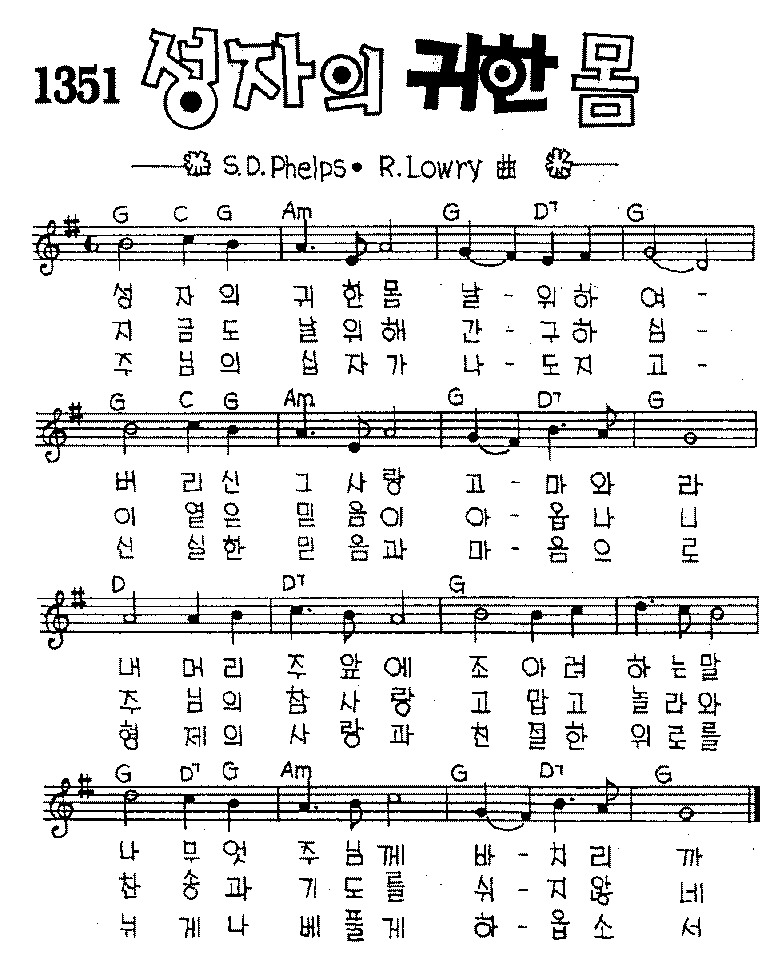 1351 성자의 귀한 몸
S.D.Phelps • R.Lowry 曲
G C G Am G D7 G
성 자 의 귀 한 몸 날 - 위 하 여 -
지 금 도 날 위 해 간 - 구 하 심 -
주 님 의 십 자 가 나 - 도 지 고 -
G C G Am G D7 G
버 리 신 그 사 랑 고 - 마 와 라
이 옅 은 믿 음 이 아 - 옵 나 니
신 실 한 믿 음 과 마 - 음 으 로
D D7 G
내 머 리 주 앞 에 조 아 려 하 는 말
주 님 의 참 사 랑 고 맙 고 놀 라 와
형 제 의 사 랑 과 친 절 한 위 로 를
G D7 G Am G D7 G
나 무 엇 주 님 께 바 - 치 리 까
찬 송 과 기 도 를 쉬 - 지 않 네
뉘 게 나 베 풀 게 하 - 옵 소 서